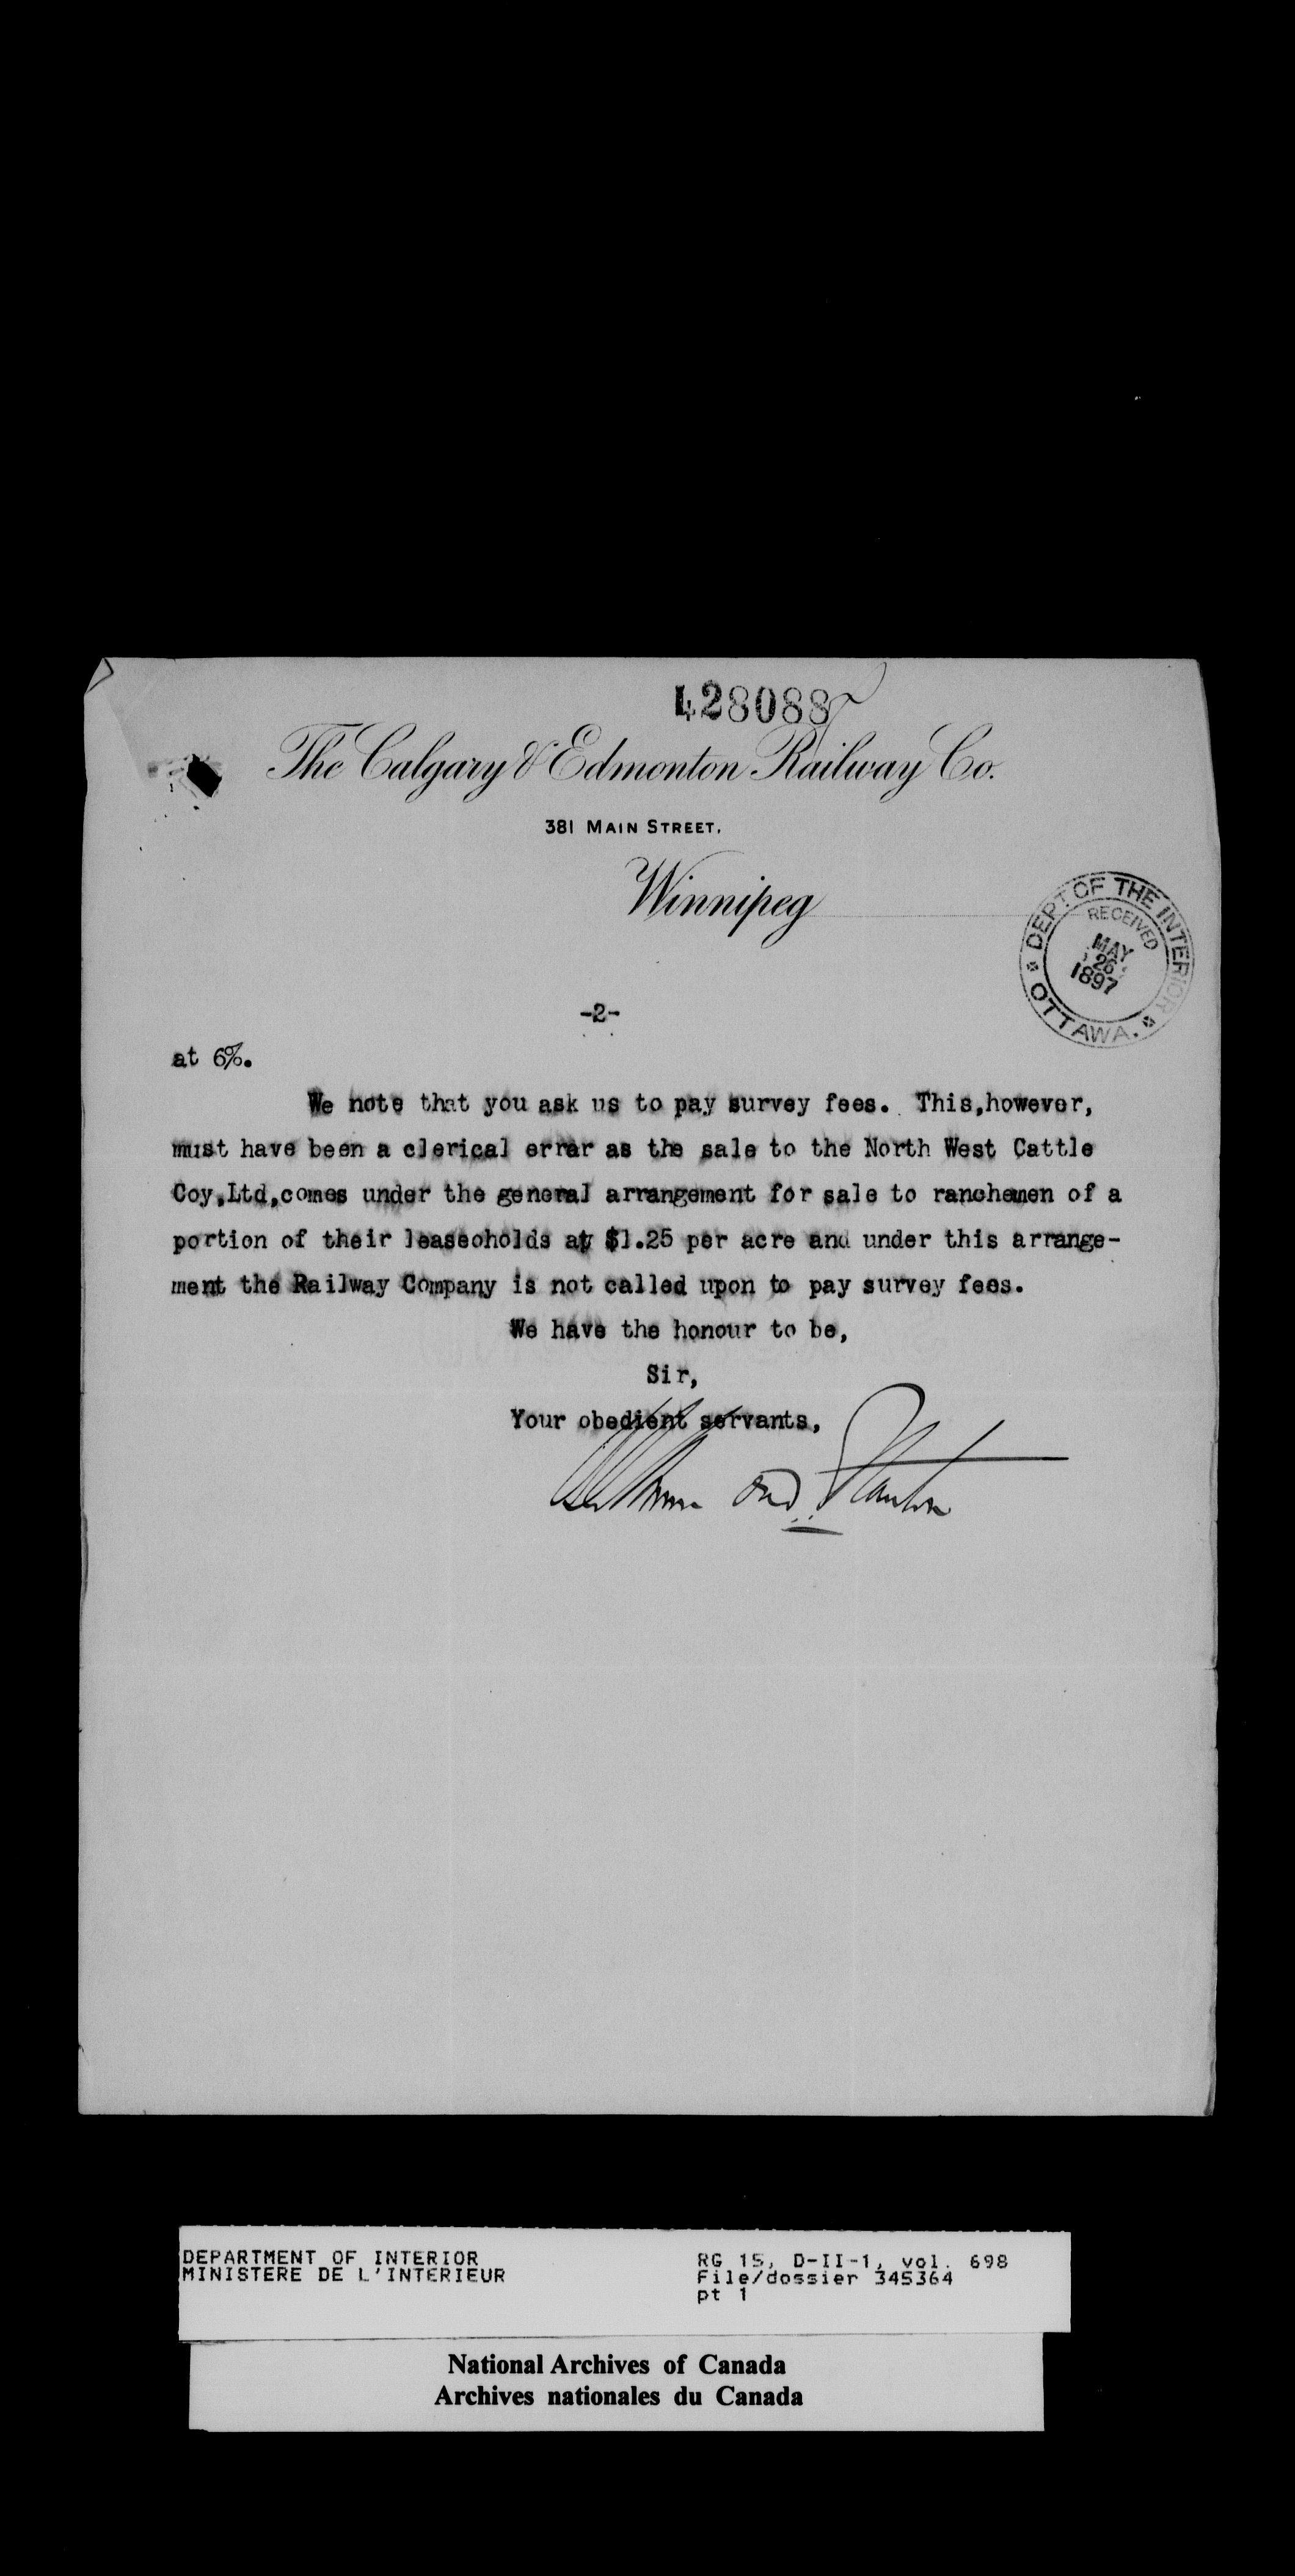 428088
The Calgary & Edmonton Railway Co.
381 MAIN STREET.
Winnipeg
DEPT. OF THE INTERIOR
RECEIVED
MAY
26
1897
OTTAWA.
-2-
at 6%.
We note that you ask us to pay survey fees. This,however,
must have been a clerical error as the sale to the North West Cattle
Coy,Ltd,comes under the general arrangement for sale to ranchemen of a
portion of their leaseoholds at $1.25 per acre and under this arrange-
ment the Railway Company is not called upon to pay survey fees.
We have the honour to be,
Sir,
Your obedient servants,
and
DEPARTMENT OF INTERIOR
MINISTERE DE L'INTERIEUR
RG 15, D-II-1, vol. 698
File/dossier 345364
pt 1
National Archives of Canada
Archives nationales du Canada